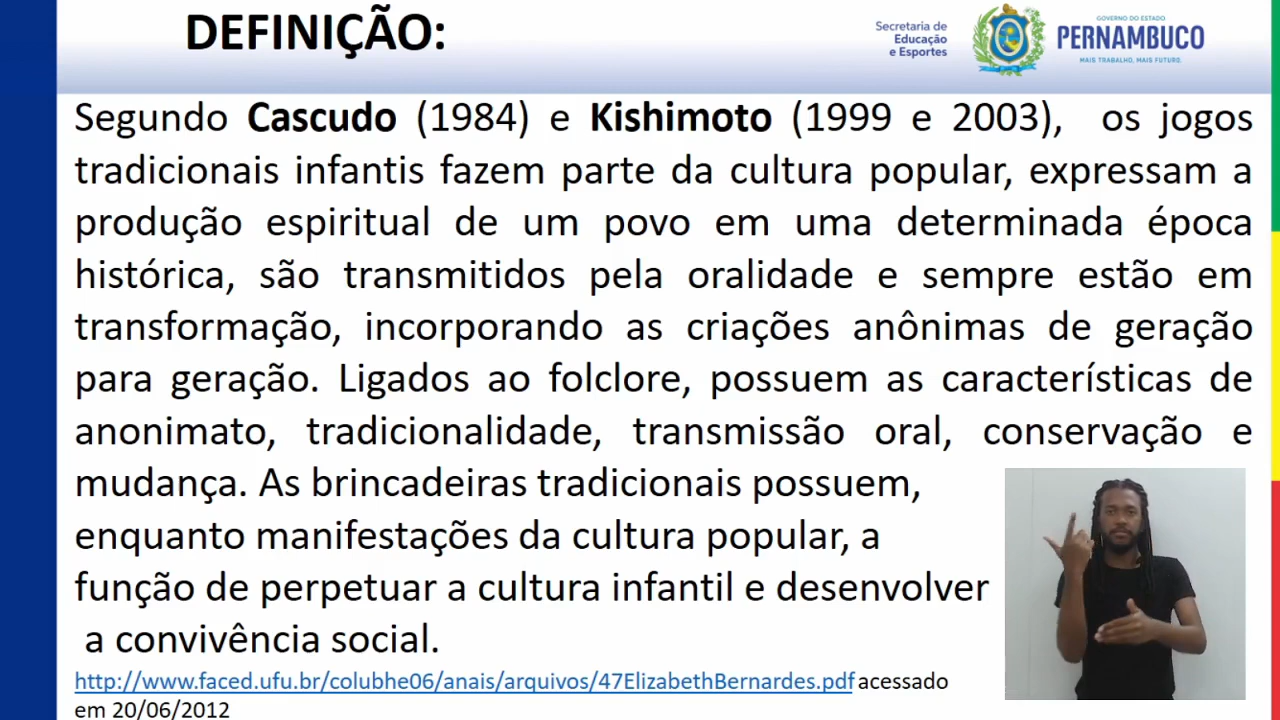 DEFINIÇÃO:
Secretaria de
Educação
e Esportes
GOVERNO DO ESTADO
PERNAMBUCO
MAIS TRABALHO, MAIS FUTURO.
Segundo Cascudo (1984) e Kishimoto (1999 e 2003), os jogos
tradicionais infantis fazem parte da cultura popular, expressam a
produção espiritual de um povo em uma determinada época
histórica, são transmitidos pela oralidade e sempre estão em
transformação, incorporando as criações anônimas de geração
para geração. Ligados ao folclore, possuem as características de
anonimato, tradicionalidade, transmissão oral, conservação e
mudança. As brincadeiras tradicionais possuem,
enquanto manifestações da cultura popular, a
função de perpetuar a cultura infantil e desenvolver
a convivência social.
http://www.faced.ufu.br/colubhe06/anais/arquivos/47ElizabethBernardes.pdf acessado
em 20/06/2012